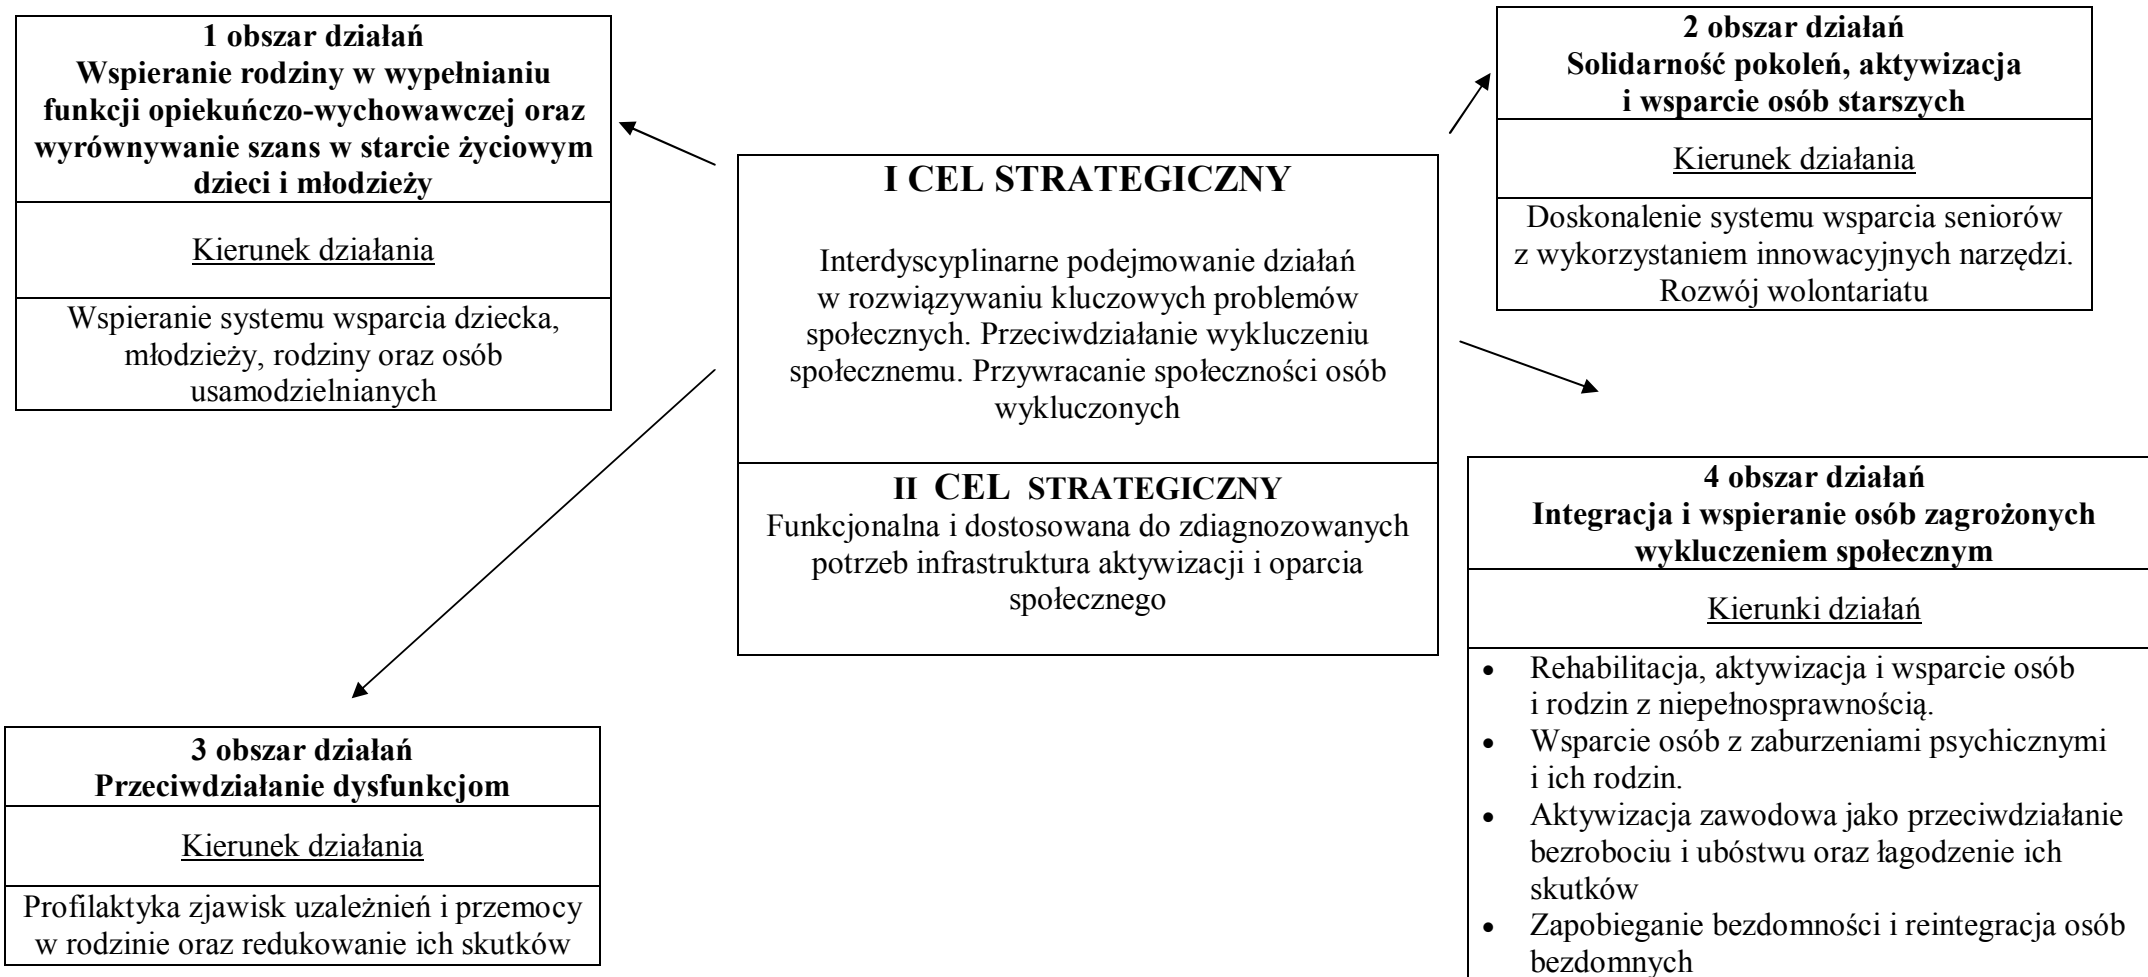 1 obszar działań
Wspieranie rodziny w wypełnianiu
funkcji opiekuńczo-wychowawczej oraz
wyrównywanie szans w starcie życiowym
dzieci i młodzieży
Kierunek działania
Wspieranie systemu wsparcia dziecka,
młodzieży, rodziny oraz osób
usamodzielnianych
2 obszar działań
Solidarność pokoleń, aktywizacja
i wsparcie osób starszych
Kierunek działania
Doskonalenie systemu wsparcia seniorów
z wykorzystaniem innowacyjnych narzędzi.
Rozwój wolontariatu
I CEL STRATEGICZNY
Interdyscyplinarne podejmowanie działań
w rozwiązywaniu kluczowych problemów
społecznych. Przeciwdziałanie wykluczeniu
społecznemu. Przywracanie społeczności osób
wykluczonych
II CEL STRATEGICZNY
Funkcjonalna i dostosowana do zdiagnozowanych
potrzeb infrastruktura aktywizacji i oparcia
społecznego
3 obszar działań
Przeciwdziałanie dysfunkcjom
Kierunek działania
Profilaktyka zjawisk uzależnień i przemocy
w rodzinie oraz redukowanie ich skutków
4 obszar działań
Integracja i wspieranie osób zagrożonych
wykluczeniem społecznym
Kierunki działań
• Rehabilitacja, aktywizacja i wsparcie osób
i rodzin z niepełnosprawnością.
• Wsparcie osób z zaburzeniami psychicznymi
i ich rodzin.
• Aktywizacja zawodowa jako przeciwdziałanie
bezrobociu i ubóstwu oraz łagodzenie ich
skutków
• Zapobieganie bezdomności i reintegracja osób
bezdomnych